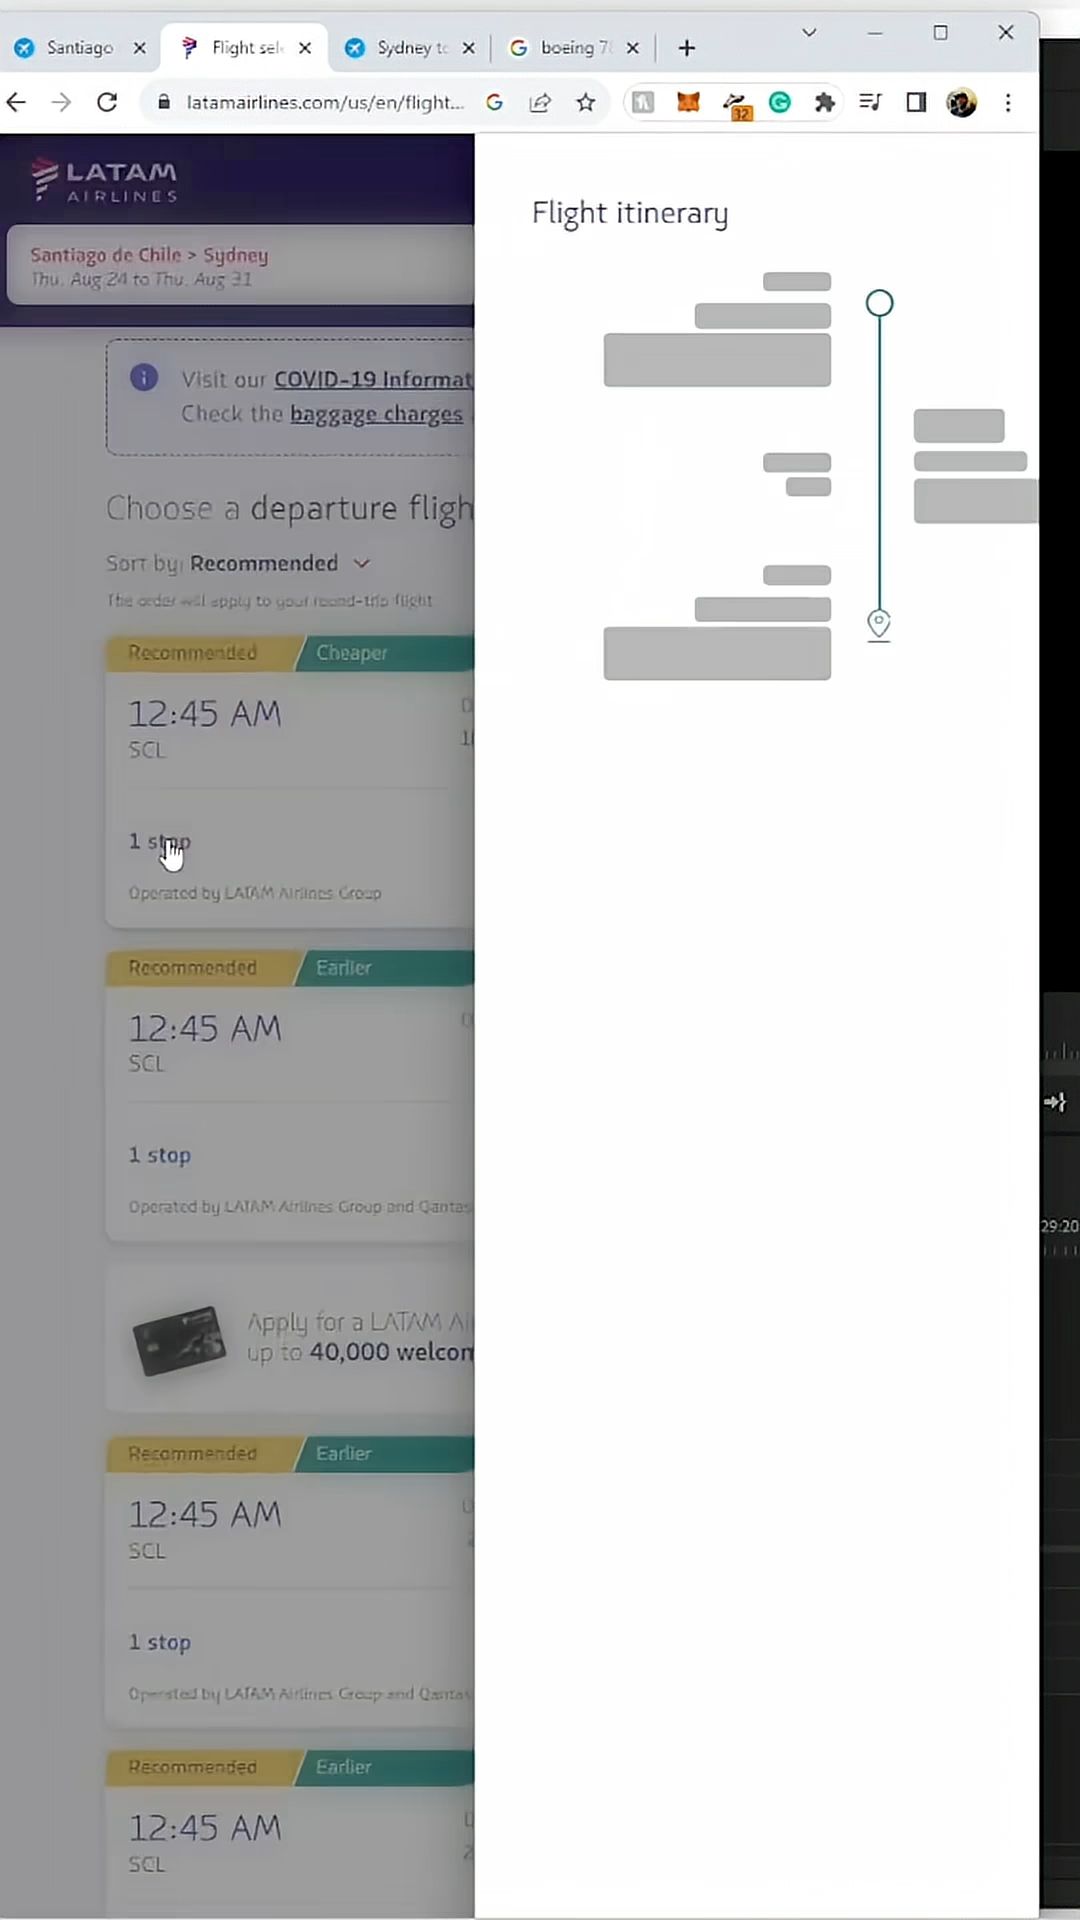 Santiago
Flight sel
Sydney to
boeing 78
latamairlines.com/us/en/flight...
32
LATAM
AIRLINES
Santiago de Chile > Sydney
Thu. Aug 24 to Thu. Aug 31
Flight itinerary
Visit our COVID-19 Informat
Check the baggage charges
Choose a departure fligh
Sort by: Recommended
The order will apply to your round-trip flight
Recommended
Cheaper
12:45 AM
SCL
1 stop
Operated by LATAM Airlines Group
Recommended
Earlier
12:45 AM
SCL
1 stop
Operated by LATAM Airlines Group and Qantas
29:20
Apply for a LATAM Ai
up to 40,000 welcom
Recommended
Earlier
12:45 AM
SCL
1 stop
Operated by LATAM Airlines Group and Qantas
Recommended
Earlier
12:45 AM
SCL